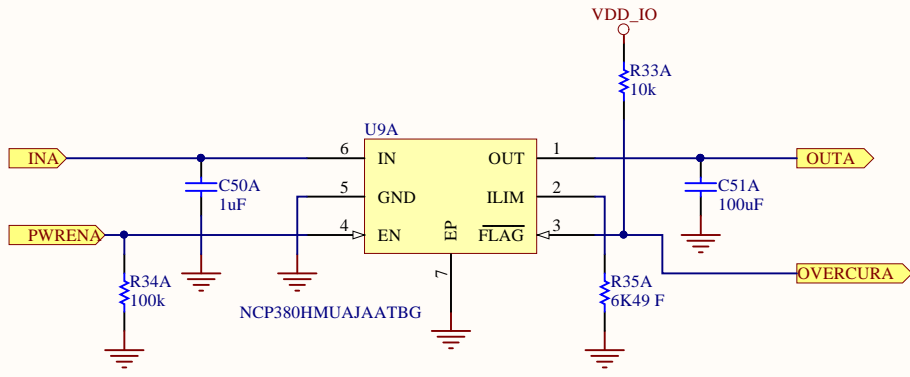 VDD_IO
R33A
10k
U9A
INA
6
IN
OUT
1
OUTA
C50A
1uF
5
GND
ILIM
2
C51A
100uF
PWRENA
4
EN
EP
FLAG
3
7
OVERCURA
R34A
100k
R35A
6K49 F
NCP380HMUAJAATBG